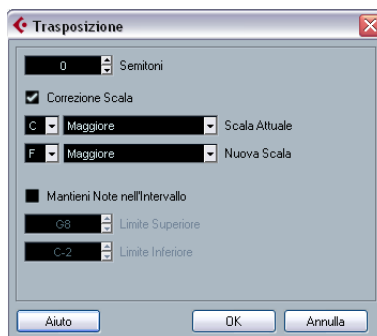 Trasposizione
0 Semitoni
Correzione Scala
C Maggiore Scala Attuale
F Maggiore Nuova Scala
Mantieni Note nell'Intervallo
G8 Limite Superiore
C-2 Limite Inferiore
Aiuto OK Annulla